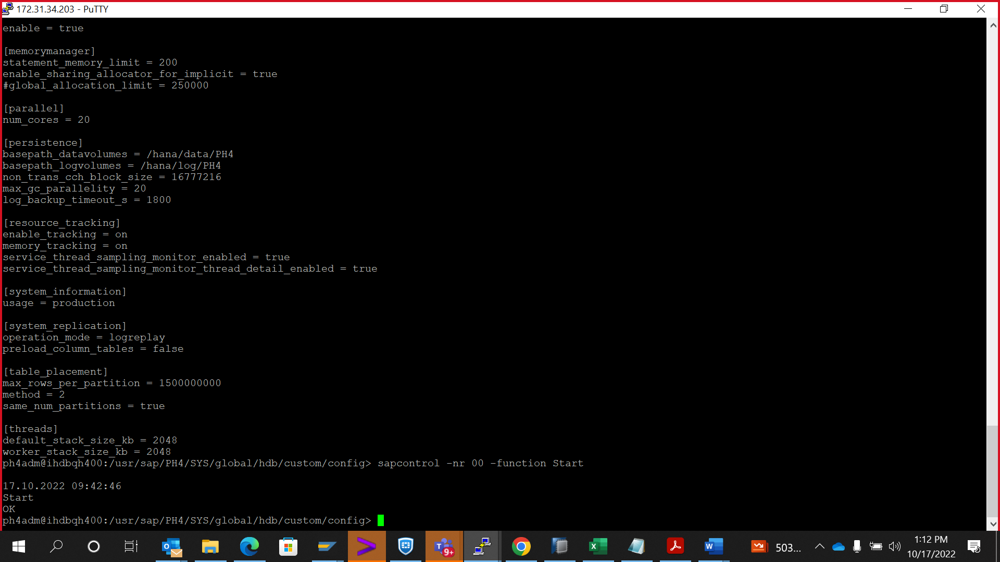 172.31.34.203 - PuTTY
enable = true
[memorymanager]
statement_memory_limit = 200
enable_sharing_allocator_for_implicit = true
#global_allocation_limit = 250000
[parallel]
num_cores = 20
[persistence]
basepath_datavolumes = /hana/data/PH4
basepath_logvolumes = /hana/log/PH4
non_trans_cch_block_size = 16777216
max_gc_parallelity = 20
log_backup_timeout_s = 1800
[resource_tracking]
enable_tracking = on
memory_tracking = on
service_thread_sampling_monitor_enabled = true
service_thread_sampling_monitor_thread_detail_enabled = true
[system_information]
usage = production
[system_replication]
operation_mode = logreplay
preload_column_tables = false
[table_placement]
max_rows_per_partition = 1500000000
method = 2
same_num_partitions = true
[threads]
default_stack_size_kb = 2048
worker_stack_size_kb = 2048
ph4adm@ihdbqh400:/usr/sap/PH4/SYS/global/hdb/custom/config> sapcontrol -nr 00 -function Start
17.10.2022 09:42:46
Start
OK
ph4adm@ihdbqh400:/usr/sap/PH4/SYS/global/hdb/custom/config>
9+
503...
1:12 PM
10/17/2022